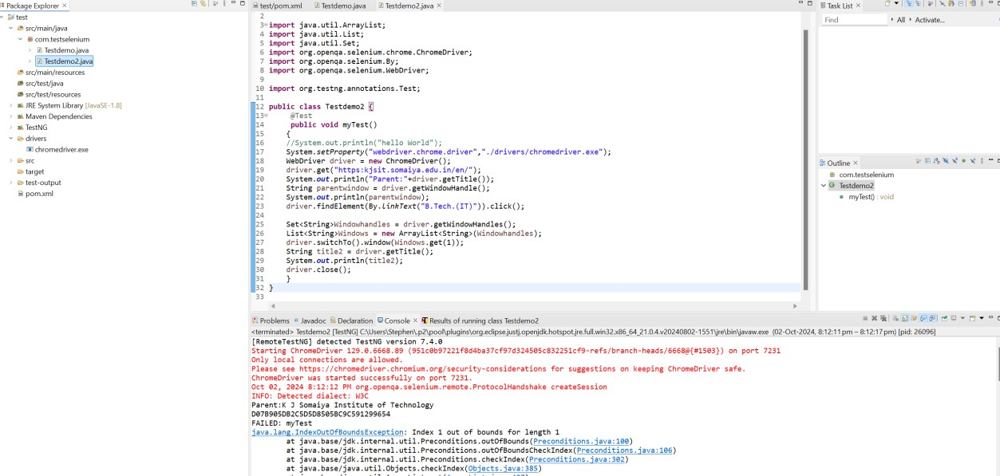 Package Explorer
test
src/main/java
com.testselenium
Testdemo.java
Testdemo2.java
src/main/resources
src/test/java
src/test/resources
JRE System Library [JavaSE-1.8]
Maven Dependencies
TestNG
drivers
chromedriver.exe
src
target
test-output
pom.xml
test/pom.xml Testdemo.java Testdemo2.java
2
3 import java.util.ArrayList;
4 import java.util.List;
5 import java.util.Set;
6 import org.openqa.selenium.chrome.ChromeDriver;
7 import org.openqa.selenium.By;
8 import org.openqa.selenium.WebDriver;
9
10 import org.testng.annotations.Test;
11
12 public class Testdemo2 {
13 @Test
14 public void myTest()
15 {
16 //System.out.println("hello World");
17 System.setProperty("webdriver.chrome.driver","./drivers/chromedriver.exe");
18 WebDriver driver = new ChromeDriver();
19 driver.get("https:kjsit.somaiya.edu.in/en/");
20 System.out.println("Parent:"+driver.getTitle());
21 String parentwindow = driver.getWindowHandle();
22 System.out.println(parentwindow);
23 driver.findElement(By.linkText("B.Tech.(IT)")).click();
24
25 Set<String>Windowhandles = driver.getWindowHandles();
26 List<String>Windows = new ArrayList<String>(Windowhandles);
27 driver.switchTo().window(Windows.get(1));
28 String title2 = driver.getTitle();
29 System.out.println(title2);
30 driver.close();
31 }
32 }
33
Task List
Find All Activate...
Outline
com.testselenium
Testdemo2
myTest() : void
Problems Javadoc Declaration Console Results of running class Testdemo2
<terminated> Testdemo2 [TestNG] C:\Users\Stephen\.p2\pool\plugins\org.eclipse.justj.openjdk.hotspot.jre.full.win32.x86_64_21.0.4.v20240802-1551\jre\bin\javaw.exe (02-Oct-2024, 8:12:11 pm – 8:12:17 pm) [pid: 26096]
[RemoteTestNG] detected TestNG version 7.4.0
Starting ChromeDriver 129.0.6668.89 (951c0b97221f8d4ba37cf97d324505c832251cf9-refs/branch-heads/6668@{#1503}) on port 7231
Only local connections are allowed.
Please see https://chromedriver.chromium.org/security-considerations for suggestions on keeping ChromeDriver safe.
ChromeDriver was started successfully on port 7231.
Oct 02, 2024 8:12:12 PM org.openqa.selenium.remote.ProtocolHandshake createSession
INFO: Detected dialect: W3C
Parent:K J Somaiya Institute of Technology
D07B905DB2C5D5D8505BC9C591299654
FAILED: myTest
java.lang.IndexOutOfBoundsException: Index 1 out of bounds for length 1
at java.base/jdk.internal.util.Preconditions.outOfBounds(Preconditions.java:100)
at java.base/jdk.internal.util.Preconditions.outOfBoundsCheckIndex(Preconditions.java:106)
at java.base/jdk.internal.util.Preconditions.checkIndex(Preconditions.java:302)
at java.base/java.util.Objects.checkIndex(Objects.java:385)